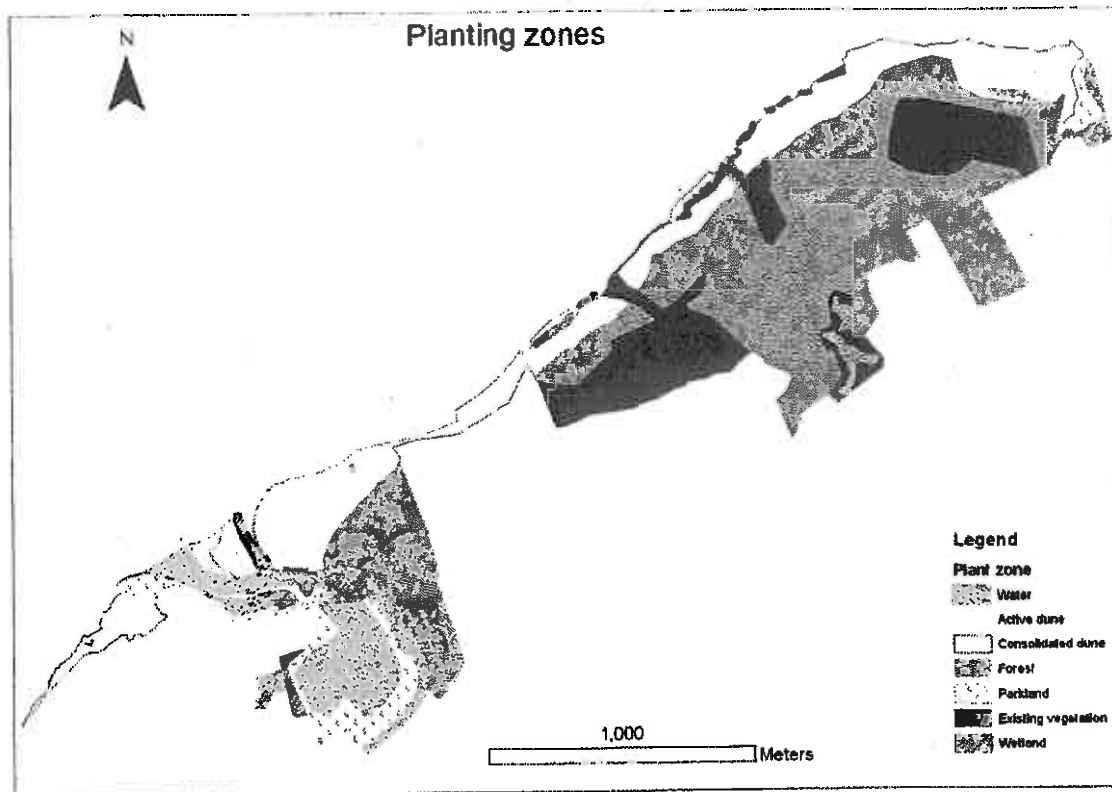 N
Planting zones
Legend
Plant zone
Water
Active dune
Consolidated dune
Forest
Parkland
Existing vegetation
Wetland
1,000
Meters